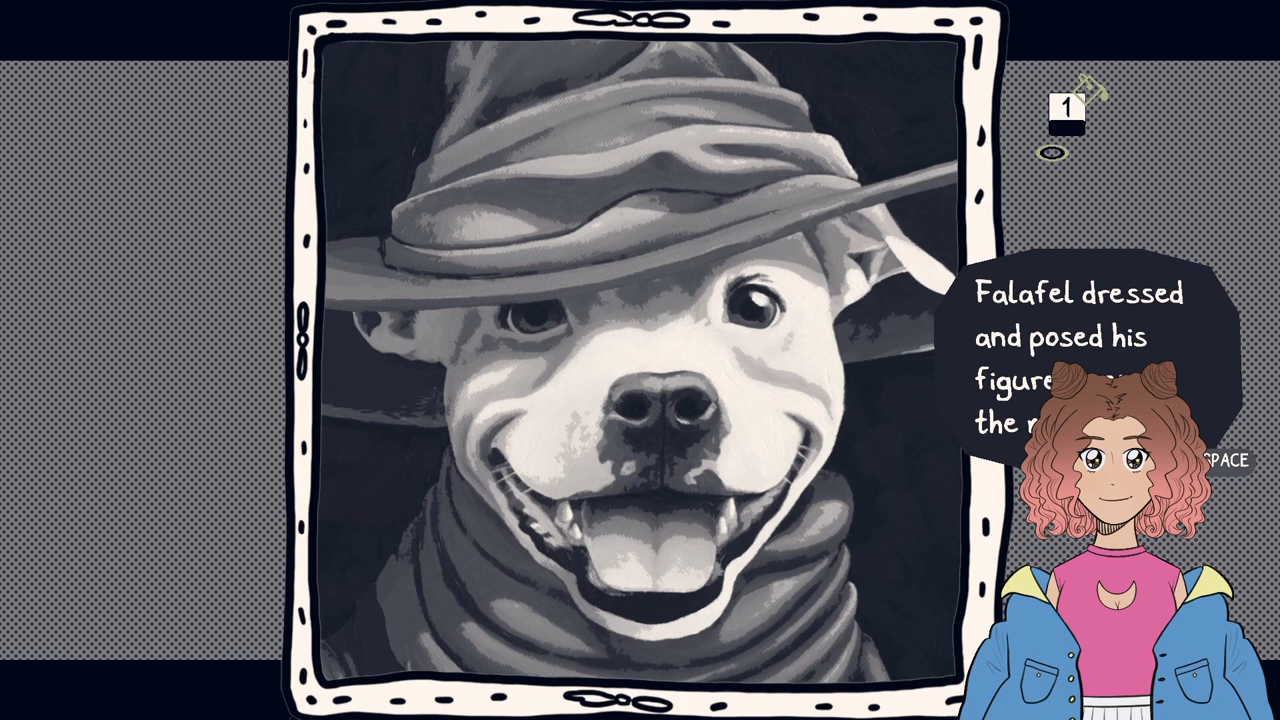 1
Falafel dressed
and posed his
figure
the
SPACE